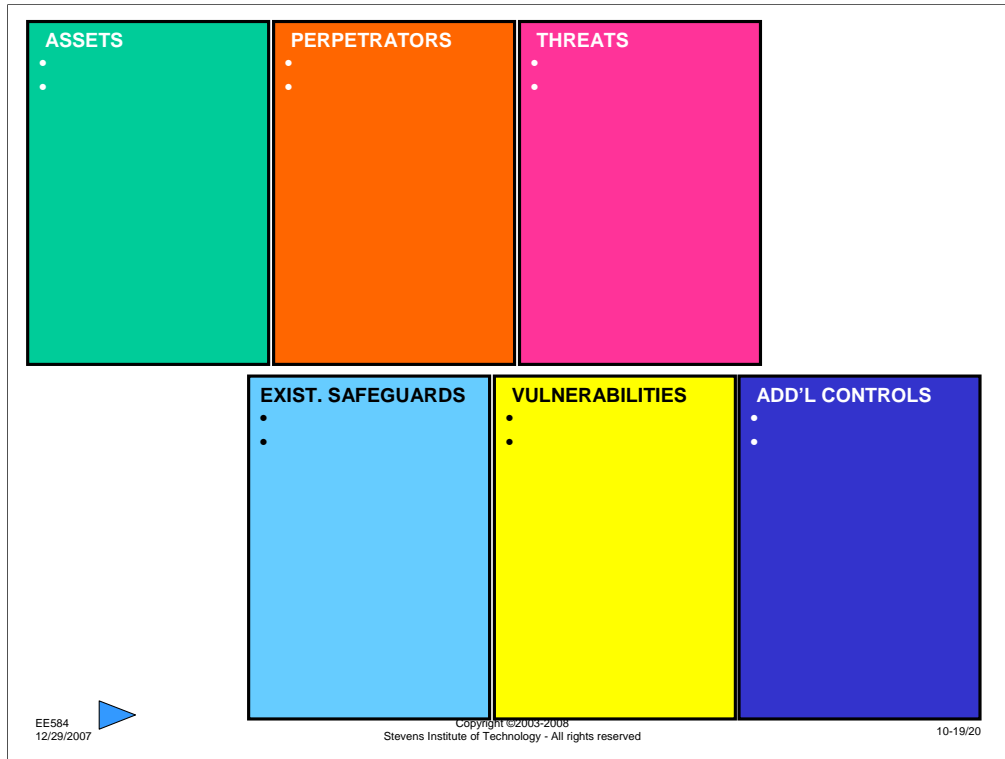 ASSETS
•
•
PERPETRATORS
•
•
THREATS
•
•
EXIST. SAFEGUARDS
•
•
VULNERABILITIES
•
•
ADD'L CONTROLS
•
•
EE584
12/29/2007
Copyright ©2003-2008
Stevens Institute of Technology - All rights reserved
10-19/20